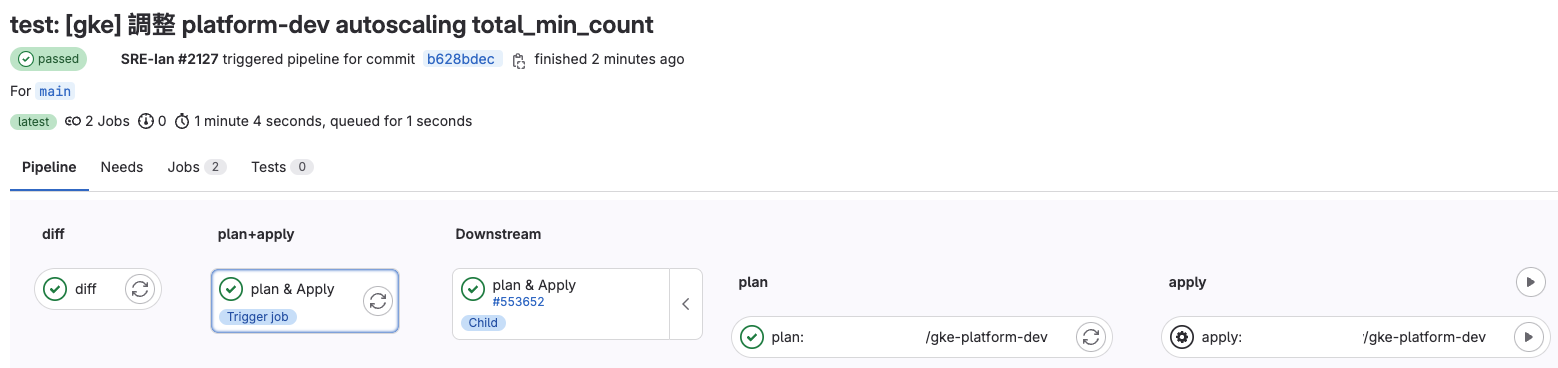 test: [gke] 調整 platform-dev autoscaling total_min_count
passed SRE-Ian #2127 triggered pipeline for commit b628bdec finished 2 minutes ago
For main
latest 2 Jobs 0 1 minute 4 seconds, queued for 1 seconds
Pipeline Needs Jobs 2 Tests 0
diff plan+apply Downstream
diff
plan & Apply
Trigger job
plan & Apply
#553652
Child
plan
plan: /gke-platform-dev
apply
apply: /gke-platform-dev